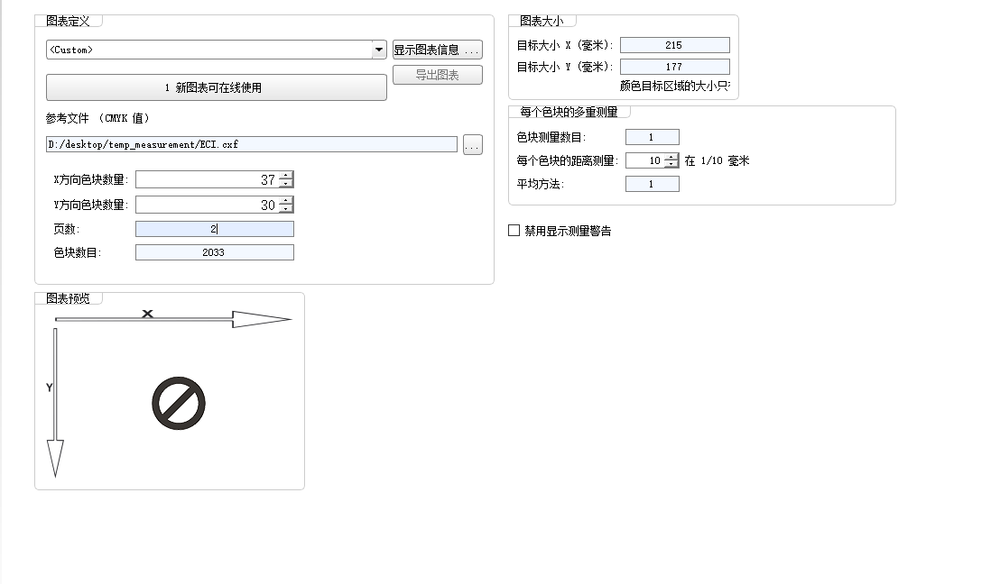 图表定义
<Custom>
显示图表信息 ...
1 新图表可在线使用
导出图表
参考文件 （CMYK 值）
D:/desktop/temp_measurement/ECI.cxf
...
X方向色块数量: 37
Y方向色块数量: 30
页数: 2
色块数目: 2033
图表预览
X
Y
图表大小
目标大小 X (毫米): 215
目标大小 Y (毫米): 177
颜色目标区域的大小只
每个色块的多重测量
色块测量数目: 1
每个色块的距离测量: 10 在 1/10 毫米
平均方法: 1
禁用显示测量警告